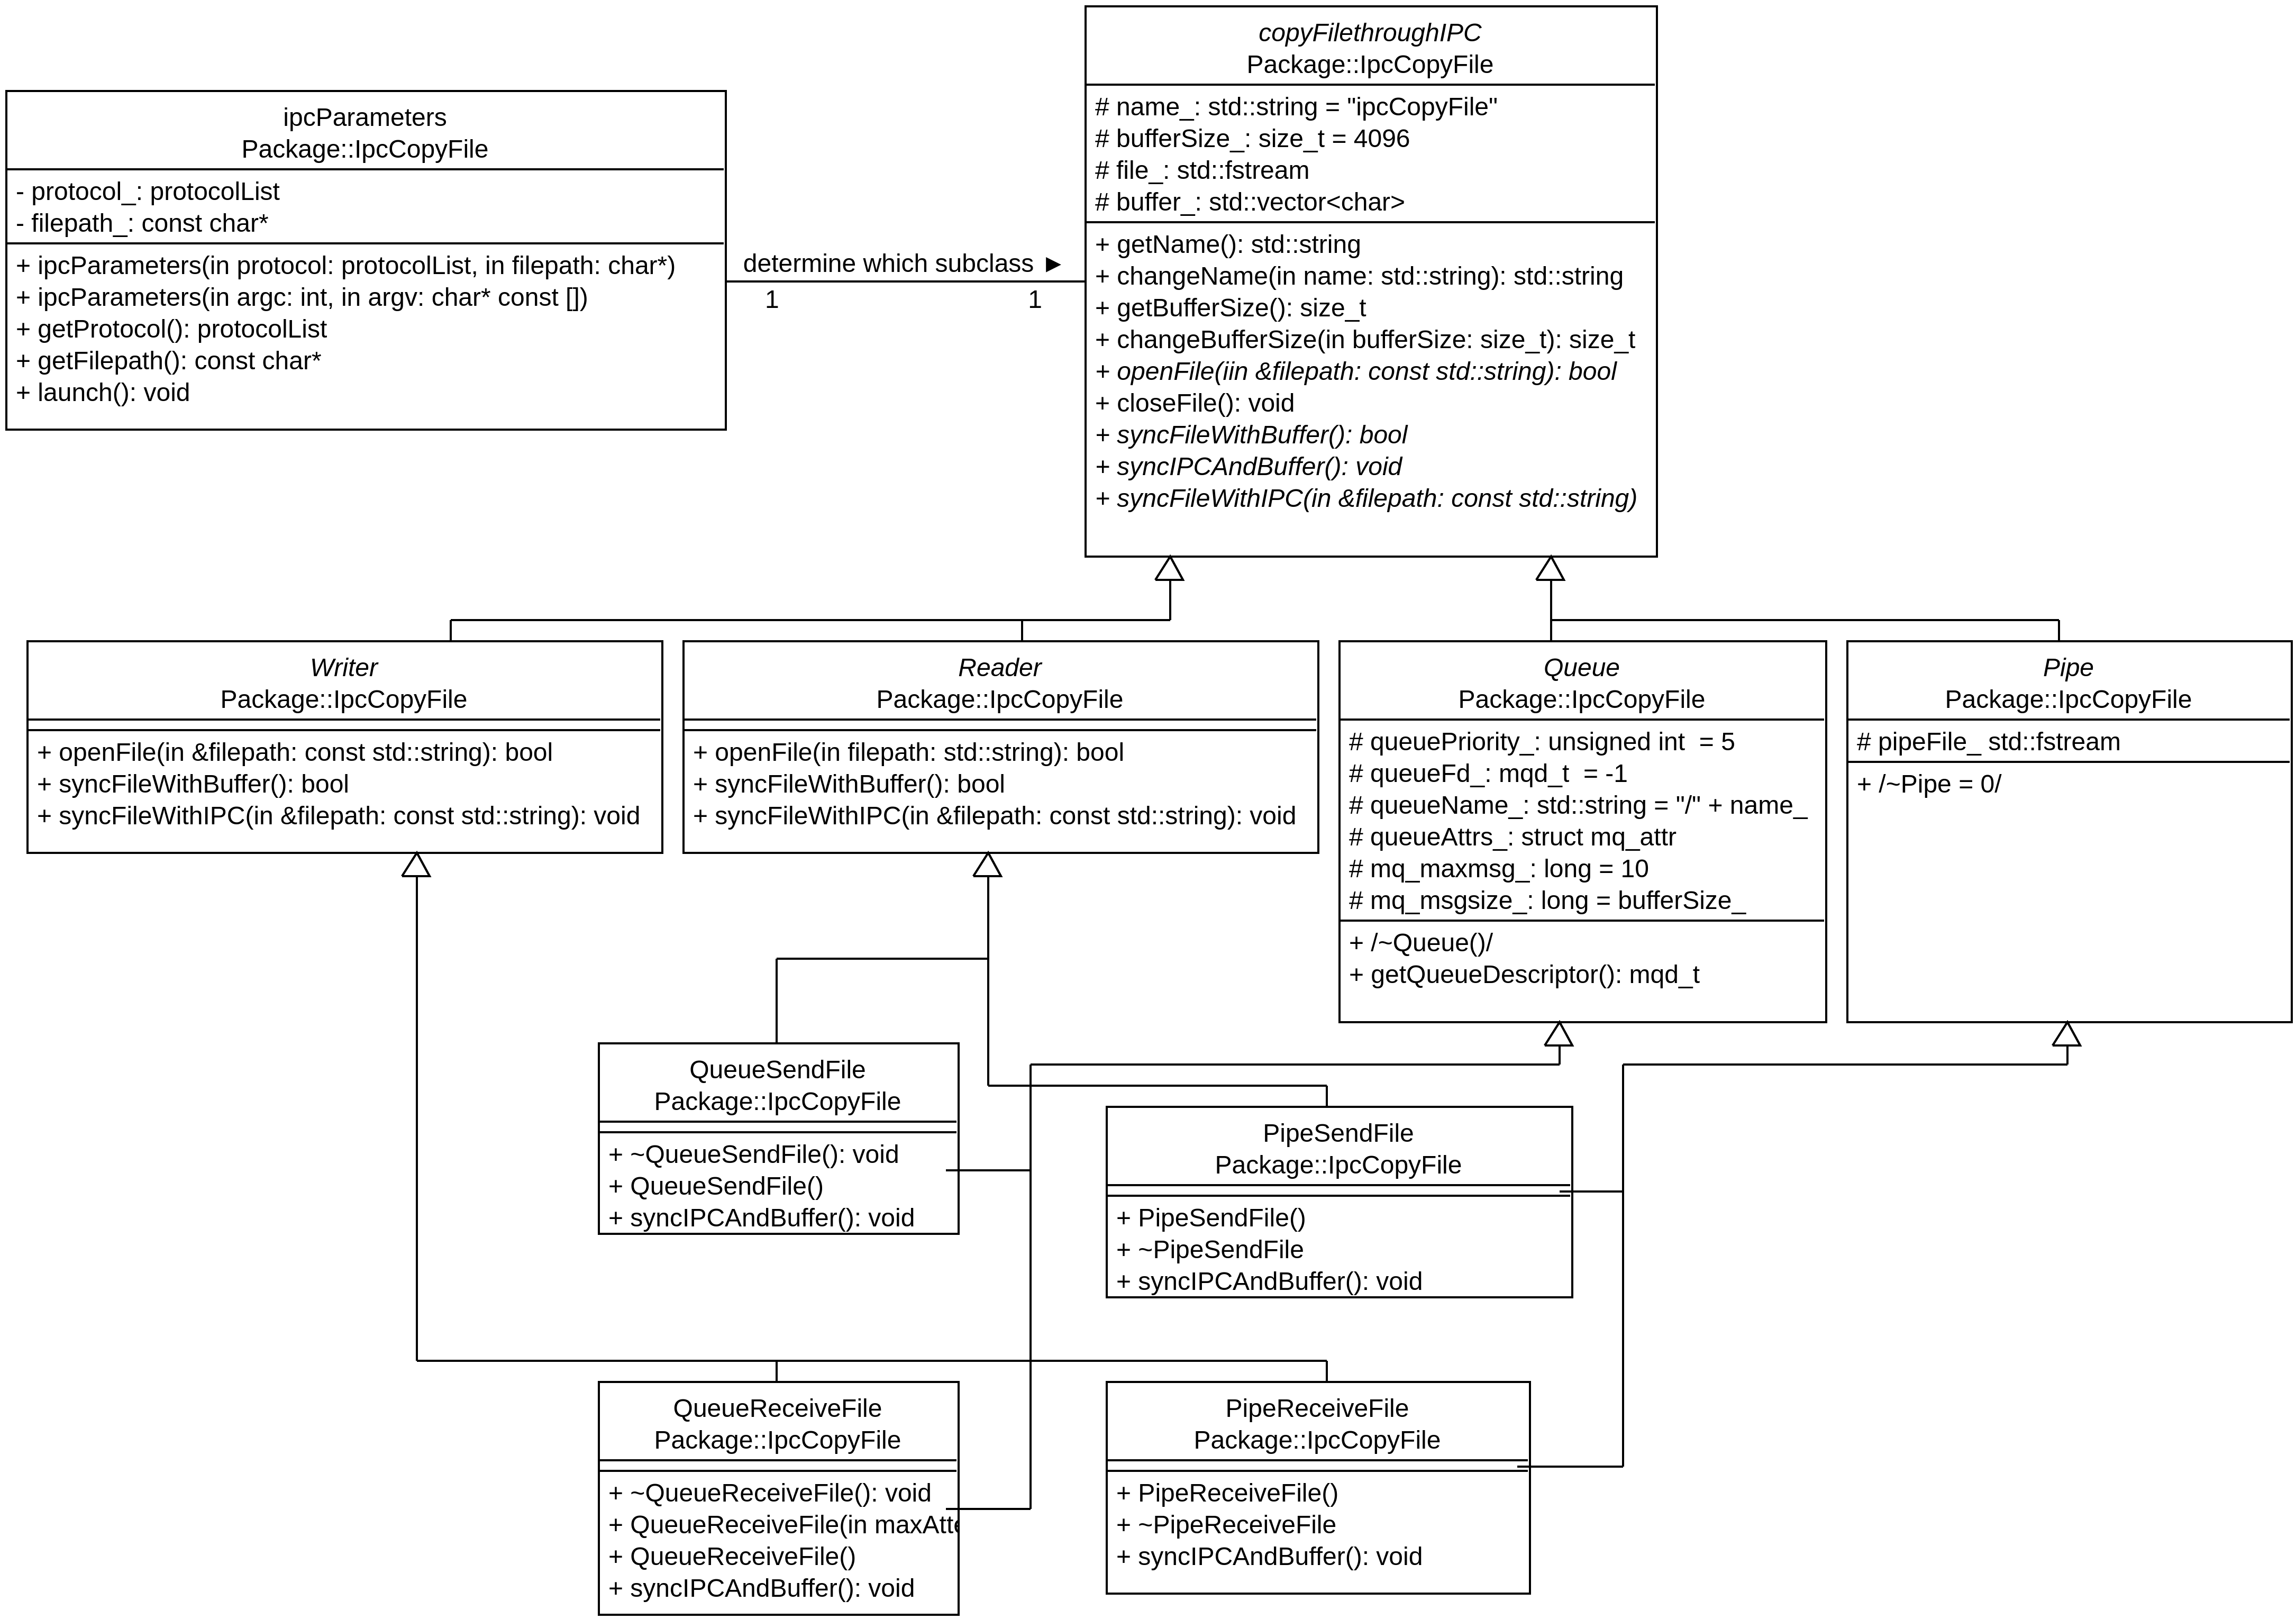 copyFilethroughIPC
Package::IpcCopyFile
# name_: std::string = "ipcCopyFile"
# bufferSize_: size_t = 4096
# file_: std::fstream
# buffer_: std::vector<char>
+ getName(): std::string
+ changeName(in name: std::string): std::string
+ getBufferSize(): size_t
+ changeBufferSize(in bufferSize: size_t): size_t
+ openFile(iin &filepath: const std::string): bool
+ closeFile(): void
+ syncFileWithBuffer(): bool
+ syncIPCAndBuffer(): void
+ syncFileWithIPC(in &filepath: const std::string)
ipcParameters
Package::IpcCopyFile
- protocol_: protocolList
- filepath_: const char*
+ ipcParameters(in protocol: protocolList, in filepath: char*)
+ ipcParameters(in argc: int, in argv: char* const [])
+ getProtocol(): protocolList
+ getFilepath(): const char*
+ launch(): void
determine which subclass ►
1 1
Writer
Package::IpcCopyFile
+ openFile(in &filepath: const std::string): bool
+ syncFileWithBuffer(): bool
+ syncFileWithIPC(in &filepath: const std::string): void
Reader
Package::IpcCopyFile
+ openFile(in filepath: std::string): bool
+ syncFileWithBuffer(): bool
+ syncFileWithIPC(in &filepath: const std::string): void
Queue
Package::IpcCopyFile
# queuePriority_: unsigned int  = 5
# queueFd_: mqd_t  = -1
# queueName_: std::string = "/" + name_
# queueAttrs_: struct mq_attr
# mq_maxmsg_: long = 10
# mq_msgsize_: long = bufferSize_
+ /~Queue()/
+ getQueueDescriptor(): mqd_t
Pipe
Package::IpcCopyFile
# pipeFile_ std::fstream
+ /~Pipe = 0/
QueueSendFile
Package::IpcCopyFile
+ ~QueueSendFile(): void
+ QueueSendFile()
+ syncIPCAndBuffer(): void
PipeSendFile
Package::IpcCopyFile
+ PipeSendFile()
+ ~PipeSendFile
+ syncIPCAndBuffer(): void
QueueReceiveFile
Package::IpcCopyFile
+ ~QueueReceiveFile(): void
+ QueueReceiveFile(in maxAtte
+ QueueReceiveFile()
+ syncIPCAndBuffer(): void
PipeReceiveFile
Package::IpcCopyFile
+ PipeReceiveFile()
+ ~PipeReceiveFile
+ syncIPCAndBuffer(): void